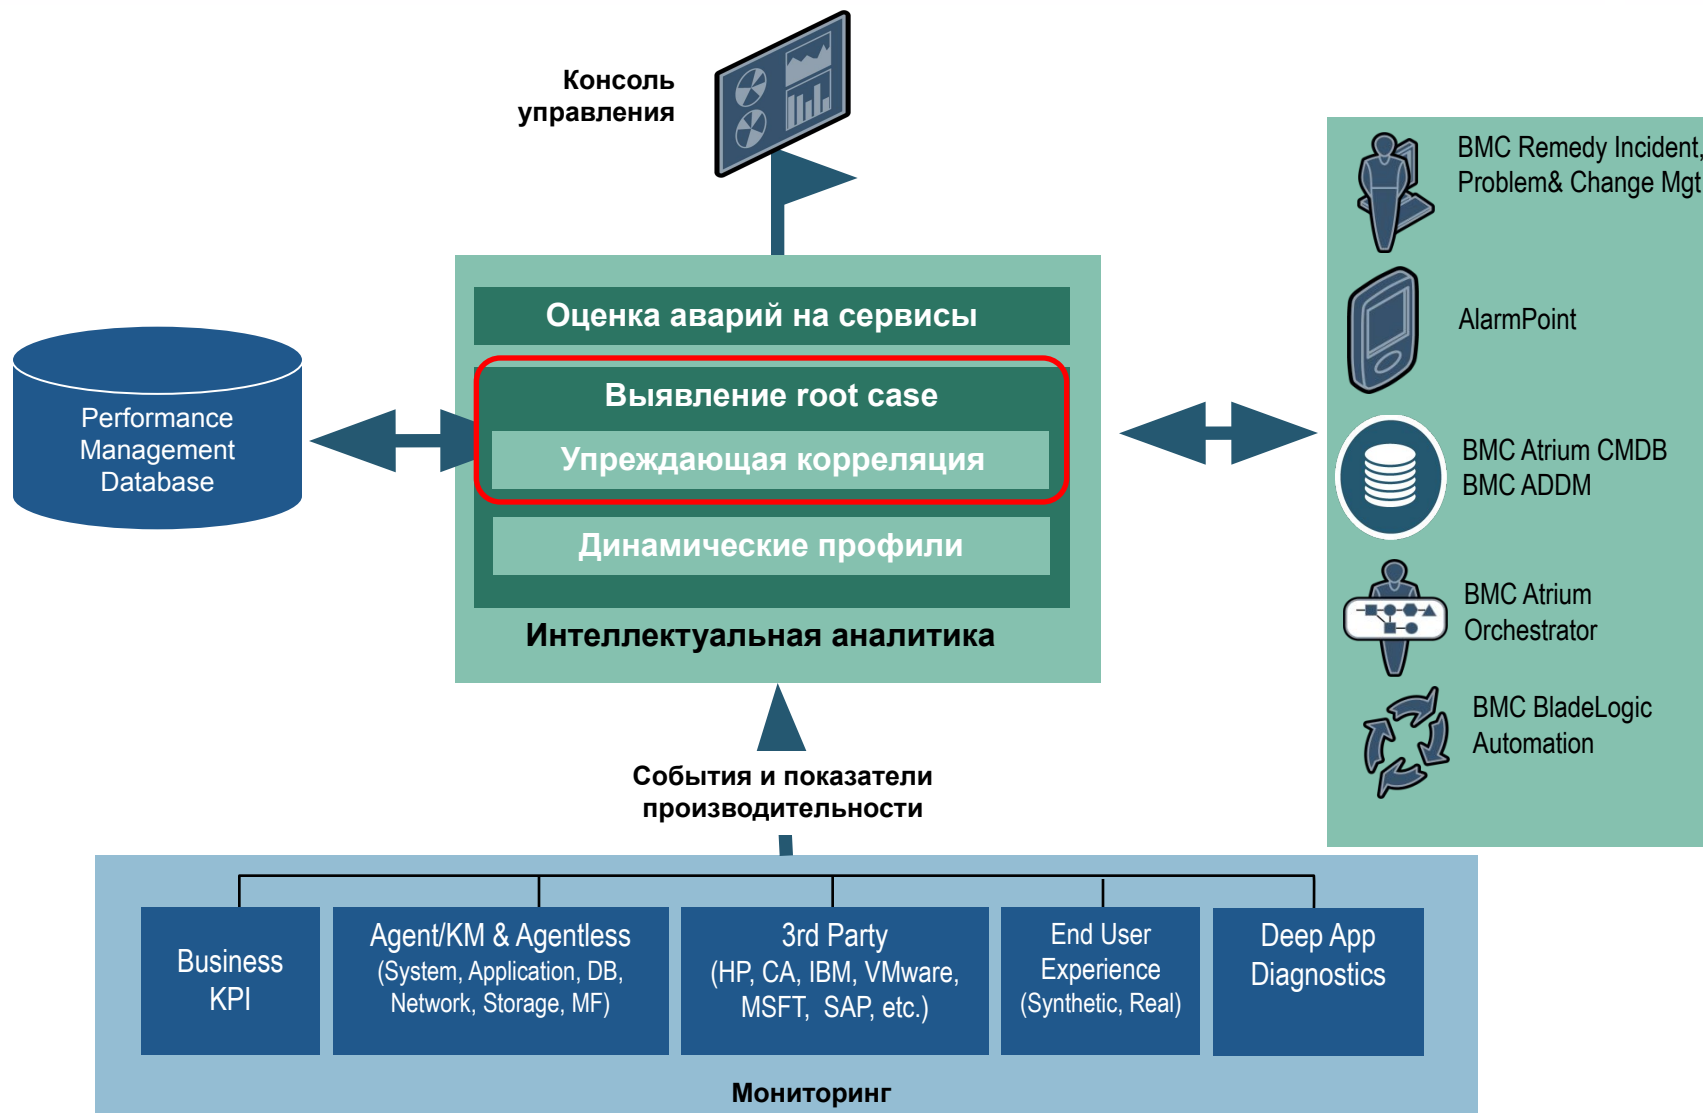 Консоль
управления
BMC Remedy Incident,
Problem& Change Mgt
AlarmPoint
BMC Atrium CMDB
BMC ADDM
BMC Atrium
Orchestrator
BMC BladeLogic
Automation
Оценка аварий на сервисы
Выявление root case
Упреждающая корреляция
Динамические профили
Интеллектуальная аналитика
Performance
Management
Database
События и показатели
производительности
Business
KPI
Agent/KM & Agentless
(System, Application, DB,
Network, Storage, MF)
3rd Party
(HP, CA, IBM, VMware,
MSFT, SAP, etc.)
End User
Experience
(Synthetic, Real)
Deep App
Diagnostics
Мониторинг